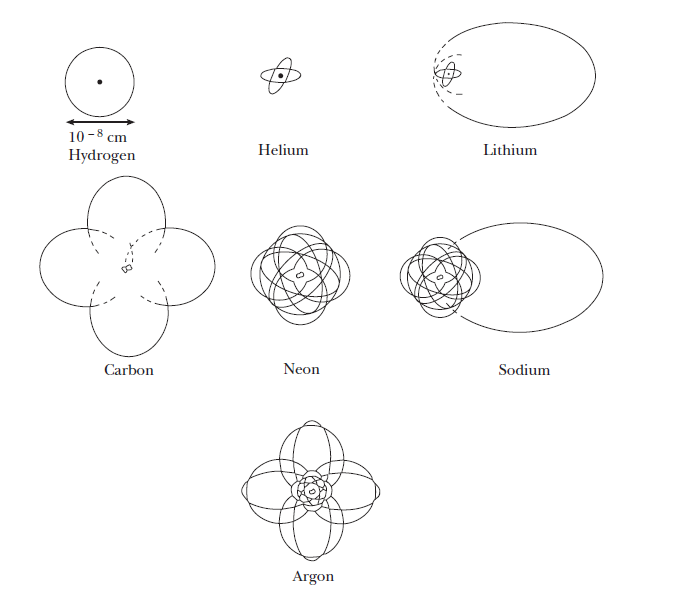 10⁻⁸ cm
Hydrogen
Helium
Lithium
Carbon
Neon
Sodium
Argon